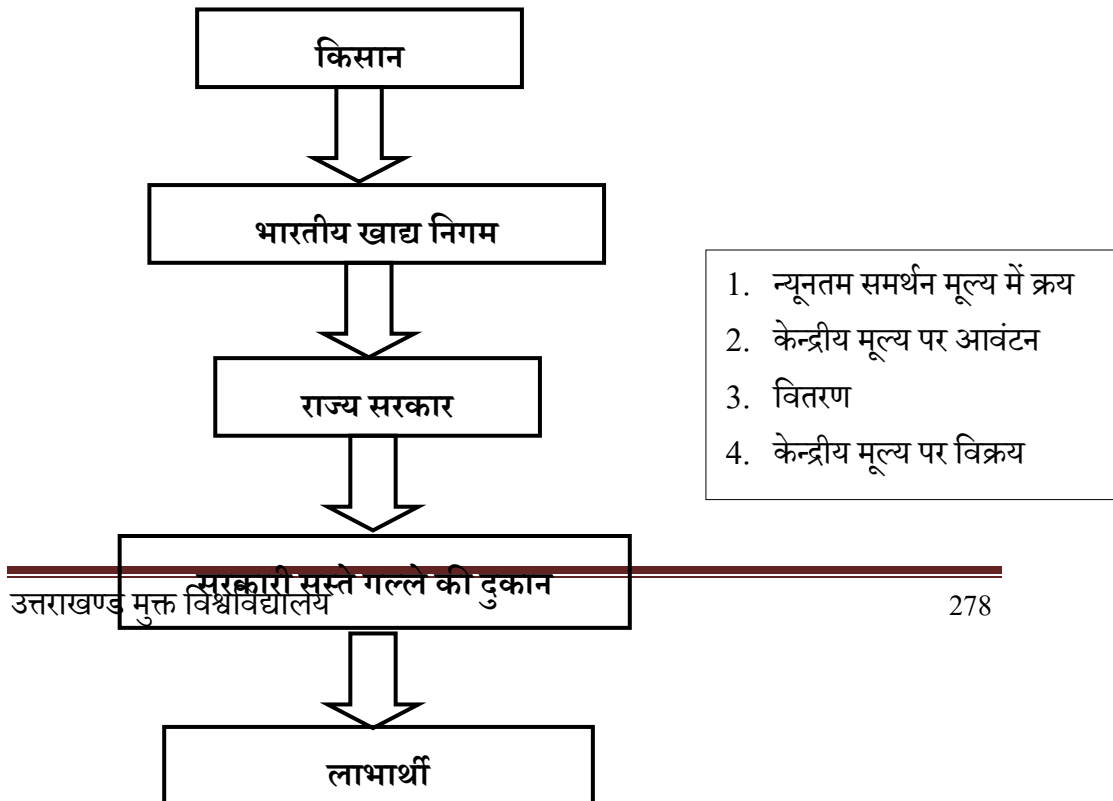 किसान
भारतीय खाद्य निगम
राज्य सरकार
1. न्यूनतम समर्थन मूल्य में क्रय
2. केन्द्रीय मूल्य पर आवंटन
3. वितरण
4. केन्द्रीय मूल्य पर विक्रय
सरकारी सस्ते गल्ले की दुकान
उत्तराखण्ड मुक्त विश्वविद्यालय 278
लाभार्थी